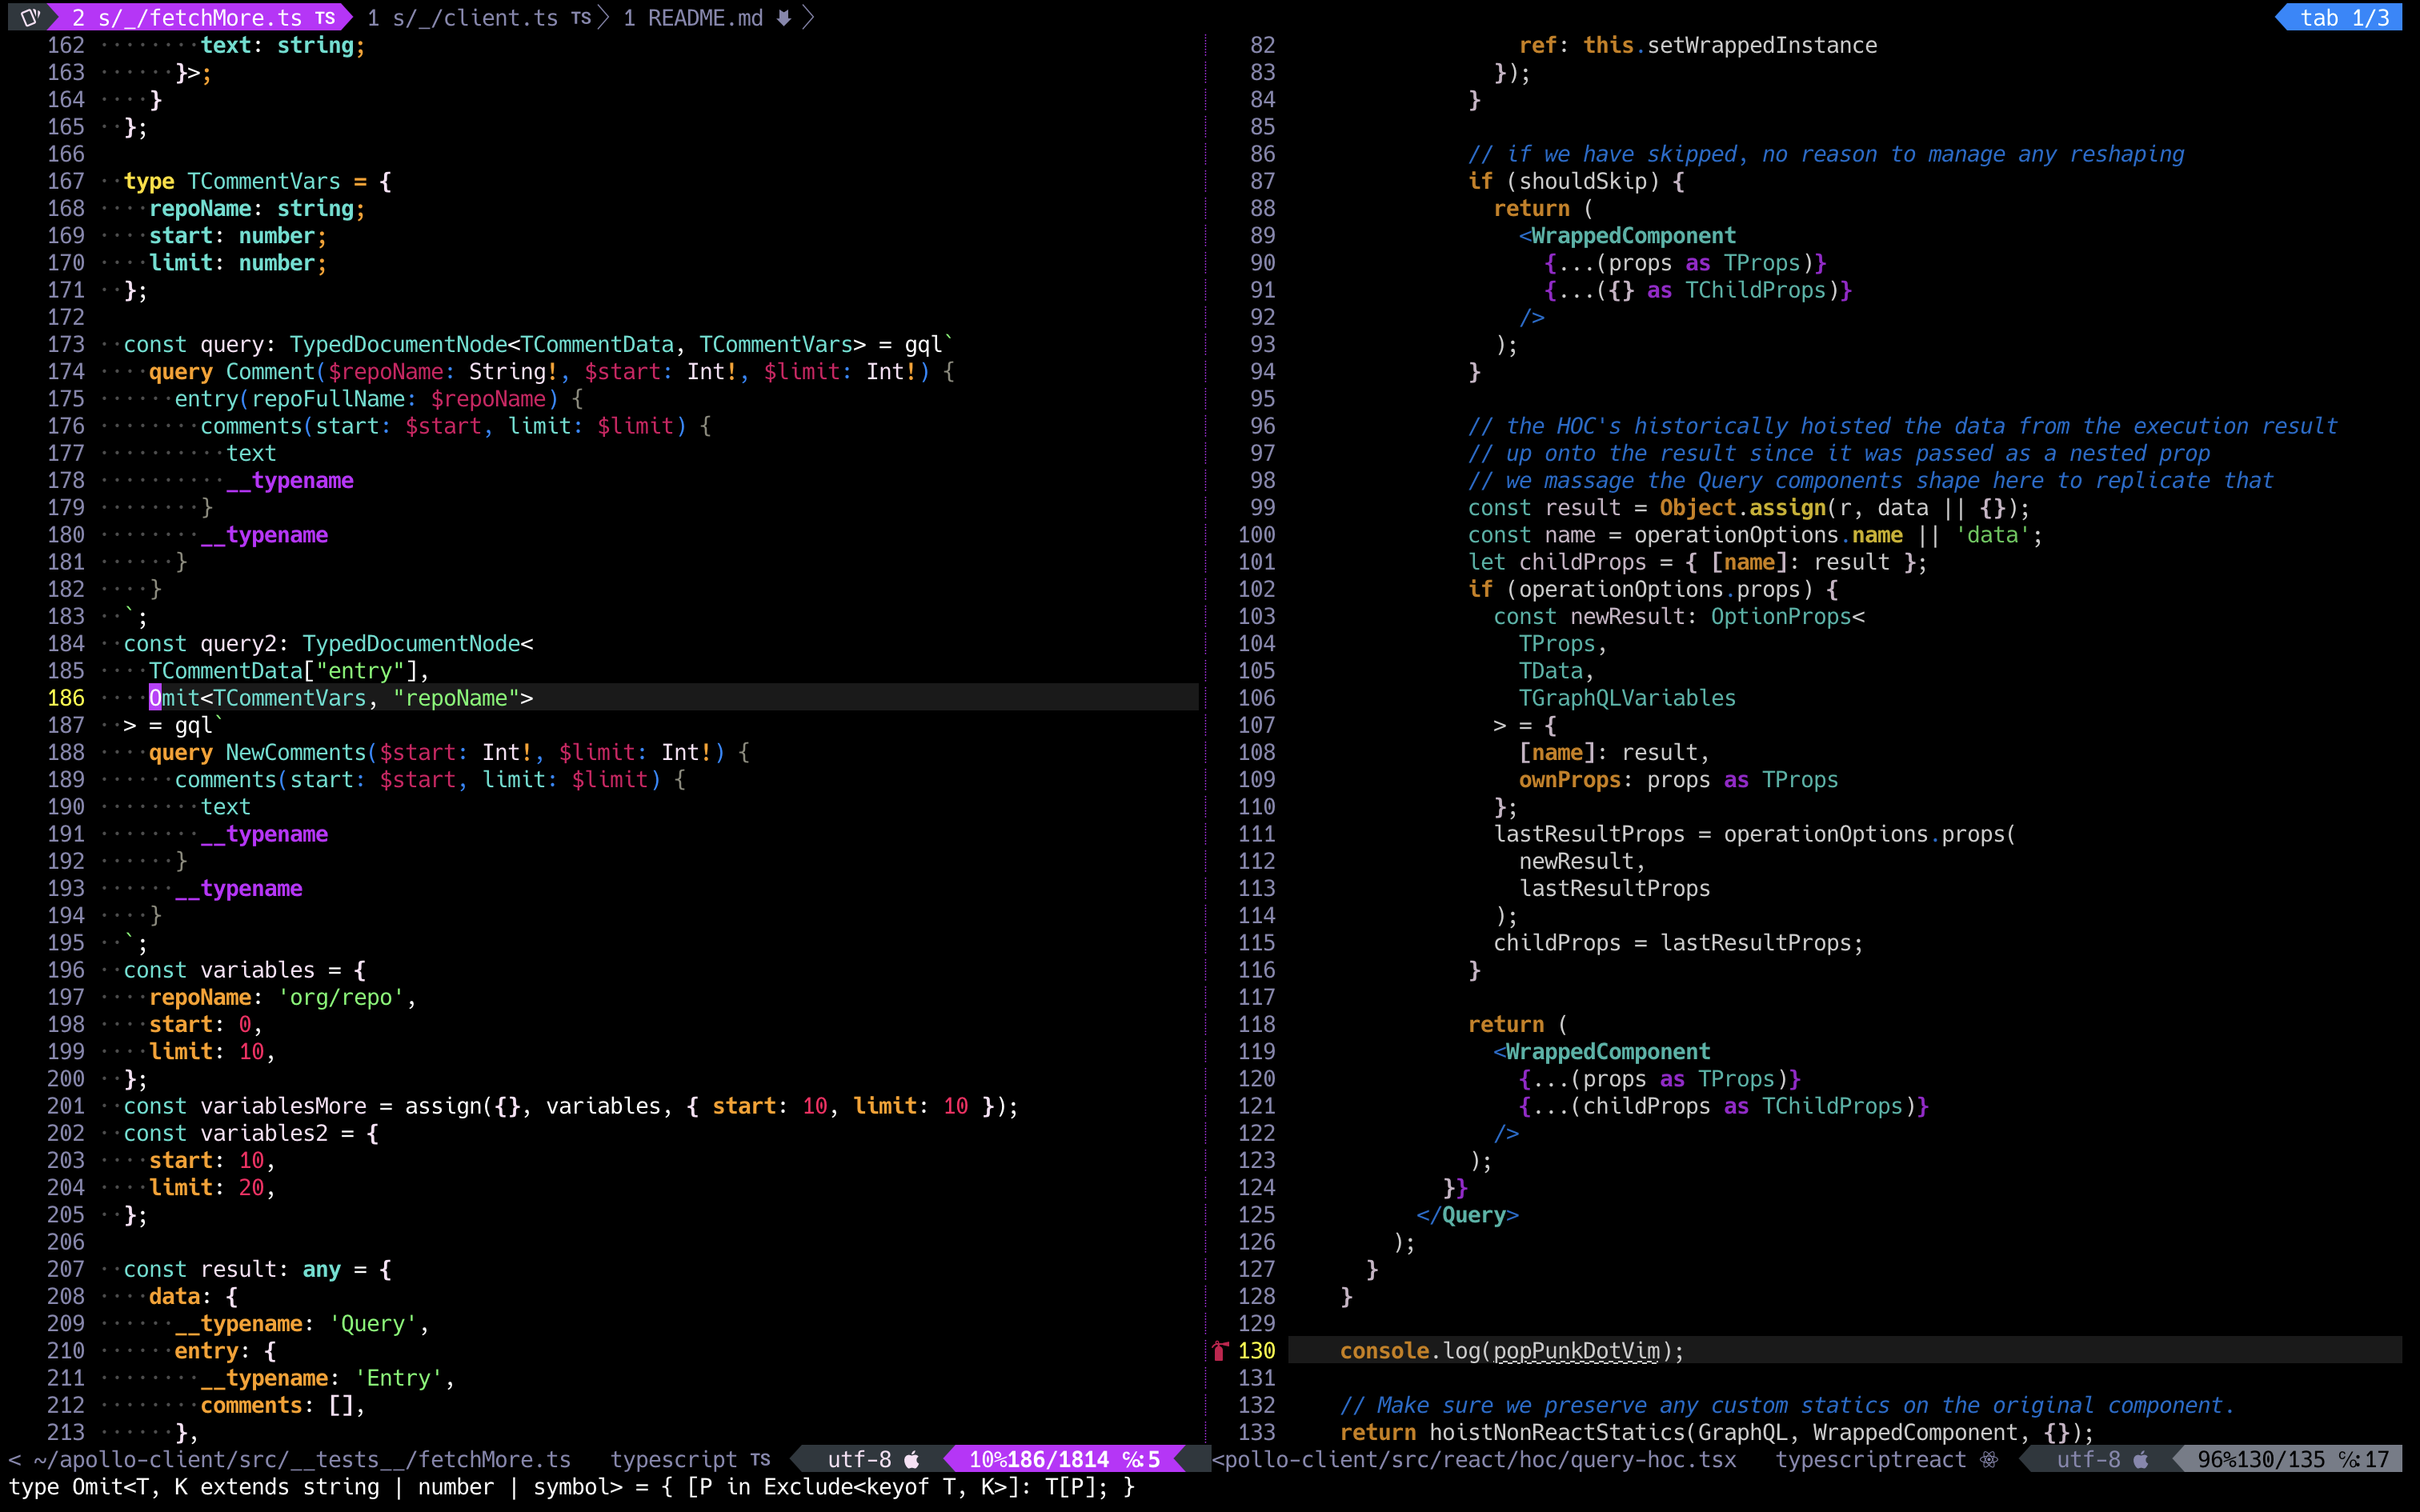 2 s/_/fetchMore.ts TS 1 s/_/client.ts TS 1 README.md tab 1/3
162 ········text: string;
163 ······}>;
164 ····}
165 ··};
166
167 ··type TCommentVars = {
168 ····repoName: string;
169 ····start: number;
170 ····limit: number;
171 ··};
172
173 ··const query: TypedDocumentNode<TCommentData, TCommentVars> = gql`
174 ····query Comment($repoName: String!, $start: Int!, $limit: Int!) {
175 ······entry(repoFullName: $repoName) {
176 ········comments(start: $start, limit: $limit) {
177 ··········text
178 ··········__typename
179 ········}
180 ········__typename
181 ······}
182 ····}
183 ··`;
184 ··const query2: TypedDocumentNode<
185 ····TCommentData["entry"],
186 ····Omit<TCommentVars, "repoName">
187 ··> = gql`
188 ····query NewComments($start: Int!, $limit: Int!) {
189 ······comments(start: $start, limit: $limit) {
190 ········text
191 ········__typename
192 ······}
193 ······__typename
194 ····}
195 ··`;
196 ··const variables = {
197 ····repoName: 'org/repo',
198 ····start: 0,
199 ····limit: 10,
200 ··};
201 ··const variablesMore = assign({}, variables, { start: 10, limit: 10 });
202 ··const variables2 = {
203 ····start: 10,
204 ····limit: 20,
205 ··};
206
207 ··const result: any = {
208 ····data: {
209 ······__typename: 'Query',
210 ······entry: {
211 ········__typename: 'Entry',
212 ········comments: [],
213 ······},
< ~/apollo-client/src/__tests__/fetchMore.ts typescript TS utf-8 10%186/1814 ℅:5
82 ref: this.setWrappedInstance
83 });
84 }
85
86 // if we have skipped, no reason to manage any reshaping
87 if (shouldSkip) {
88 return (
89 <WrappedComponent
90 {...(props as TProps)}
91 {...({} as TChildProps)}
92 />
93 );
94 }
95
96 // the HOC's historically hoisted the data from the execution result
97 // up onto the result since it was passed as a nested prop
98 // we massage the Query components shape here to replicate that
99 const result = Object.assign(r, data || {});
100 const name = operationOptions.name || 'data';
101 let childProps = { [name]: result };
102 if (operationOptions.props) {
103 const newResult: OptionProps<
104 TProps,
105 TData,
106 TGraphQLVariables
107 > = {
108 [name]: result,
109 ownProps: props as TProps
110 };
111 lastResultProps = operationOptions.props(
112 newResult,
113 lastResultProps
114 );
115 childProps = lastResultProps;
116 }
117
118 return (
119 <WrappedComponent
120 {...(props as TProps)}
121 {...(childProps as TChildProps)}
122 />
123 );
124 }}
125 </Query>
126 );
127 }
128 }
129
130 console.log(popPunkDotVim);
131
132 // Make sure we preserve any custom statics on the original component.
133 return hoistNonReactStatics(GraphQL, WrappedComponent, {});
<pollo-client/src/react/hoc/query-hoc.tsx typescriptreact utf-8 96%130/135 ℅:17
type Omit<T, K extends string | number | symbol> = { [P in Exclude<keyof T, K>]: T[P]; }